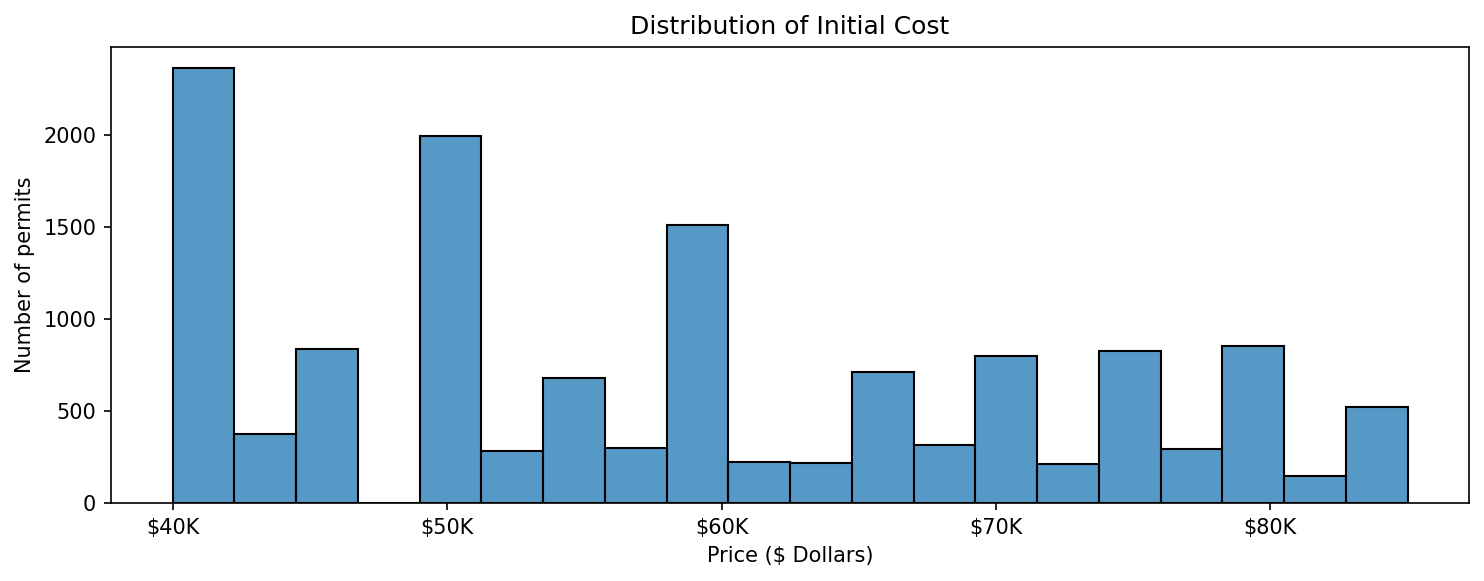 Distribution of Initial Cost
Number of permits
2000
1500
1000
500
0
$40K $50K $60K $70K $80K
Price ($ Dollars)